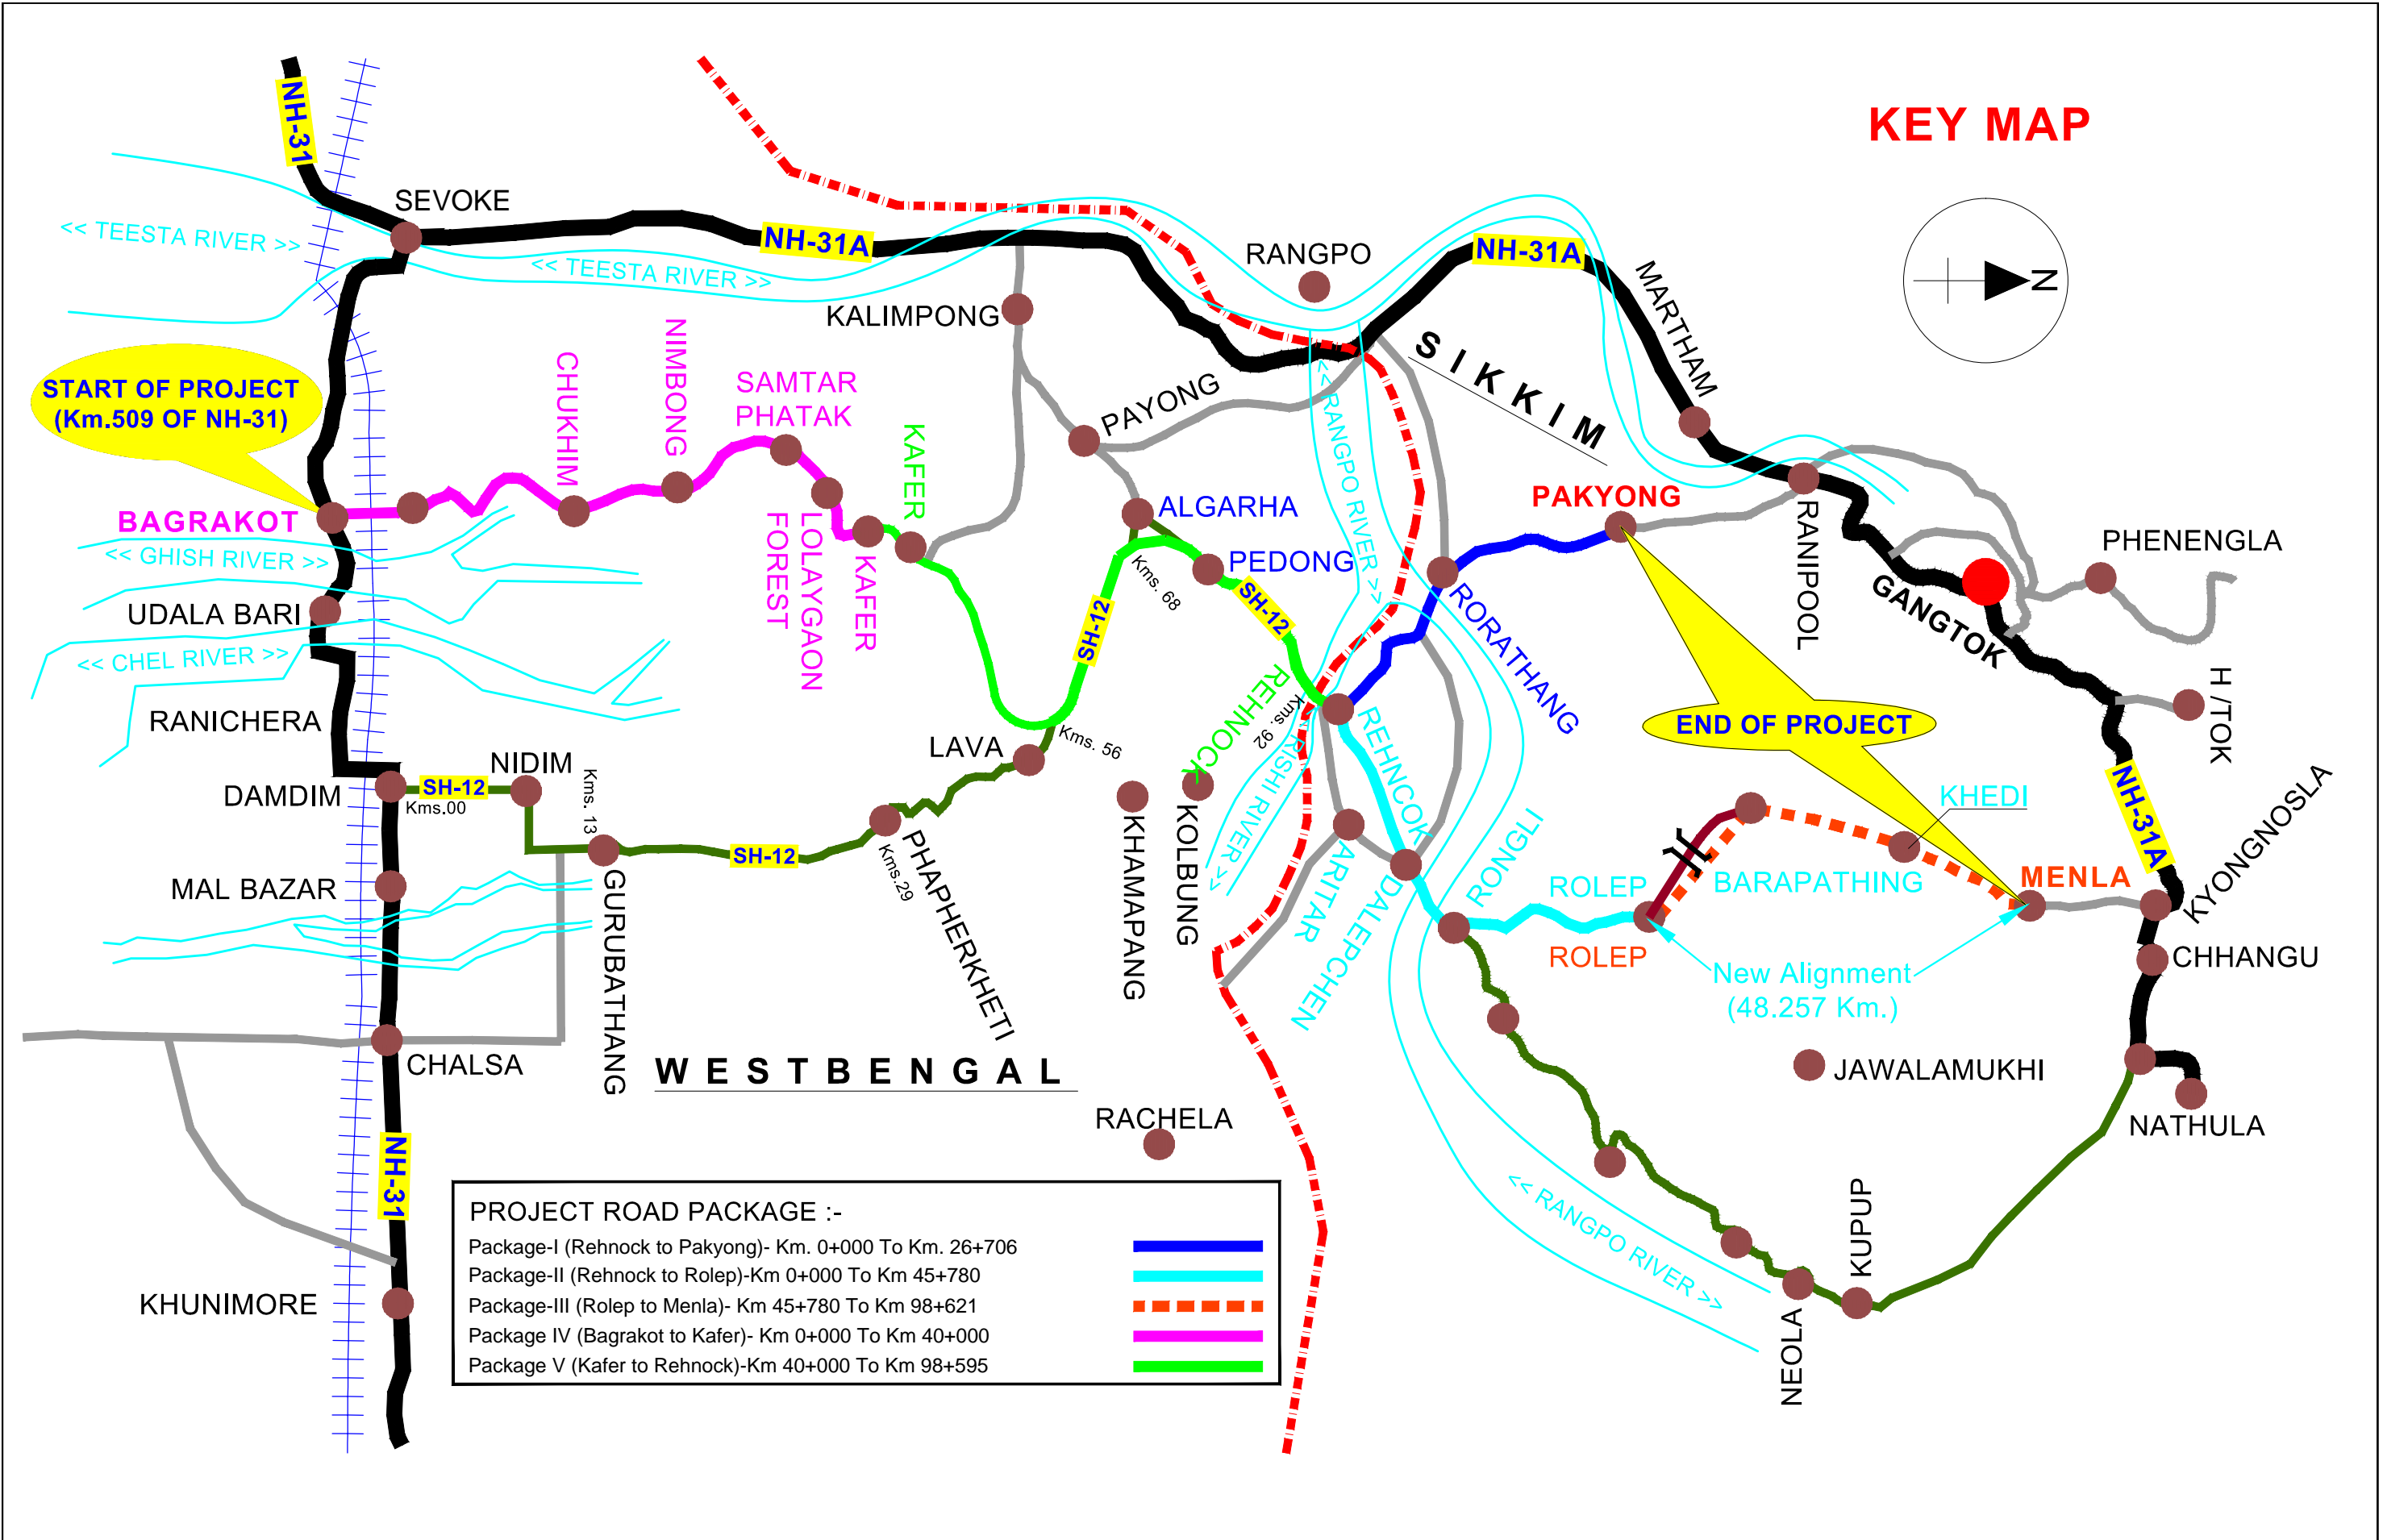 KEY MAP
N
NH-31
SEVOKE
<< TEESTA RIVER >>
NH-31A
<< TEESTA RIVER >>
RANGPO
NH-31A
MARTHAM
KALIMPONG
SIKKIM
START OF PROJECT
(Km.509 OF NH-31)
CHUKHIM
NIMBONG
SAMTAR
PHATAK
KAFER
PAYONG
<< RANGPO RIVER >>
BAGRAKOT
LOLAYGAON
FOREST
KAFER
ALGARHA
PEDONG
Kms. 68
SH-12
SH-12
PAKYONG
RANIPOOL
GANGTOK
PHENENGLA
<< GHISH RIVER >>
UDALA BARI
<< CHEL RIVER >>
RANICHERA
RORATHANG
REHNOCK
Kms. 92
REHNCOK
END OF PROJECT
H /TOK
LAVA
Kms. 56
RISHI RIVER >>
DAMDIM
SH-12
Kms.00
NIDIM
Kms. 13
GURUBATHANG
SH-12
PHAPHERKHETI
Kms.29
KHAMAPANG
KOLBUNG
ARITAR
DALEPCHEN
RONGLI
KHEDI
NH-31A
KYONGNOSLA
MAL BAZAR
ROLEP
ROLEP
BARAPATHING
MENLA
New Alignment
(48.257 Km.)
CHHANGU
CHALSA
WESTBENGAL
JAWALAMUKHI
NATHULA
RACHELA
NH-31
KHUNIMORE
<< RANGPO RIVER >>
NEOLA
KUPUP
PROJECT ROAD PACKAGE :-
Package-I (Rehnock to Pakyong)- Km. 0+000 To Km. 26+706
Package-II (Rehnock to Rolep)-Km 0+000 To Km 45+780
Package-III (Rolep to Menla)- Km 45+780 To Km 98+621
Package IV (Bagrakot to Kafer)- Km 0+000 To Km 40+000
Package V (Kafer to Rehnock)-Km 40+000 To Km 98+595